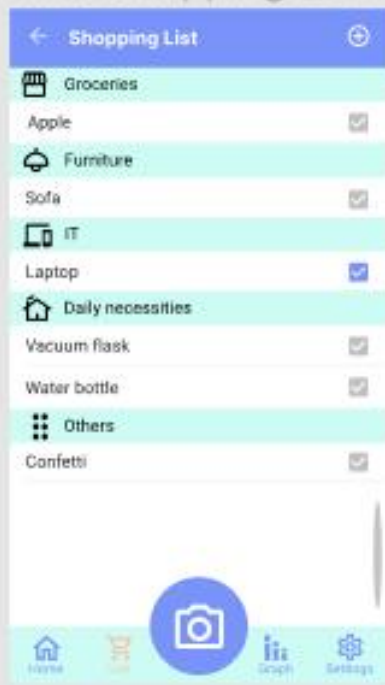 Shopping List
Groceries
Apple
Furniture
Sofa
IT
Laptop
Daily necessities
Vacuum flask
Water bottle
Others
Confetti
Home
Graph
Settings